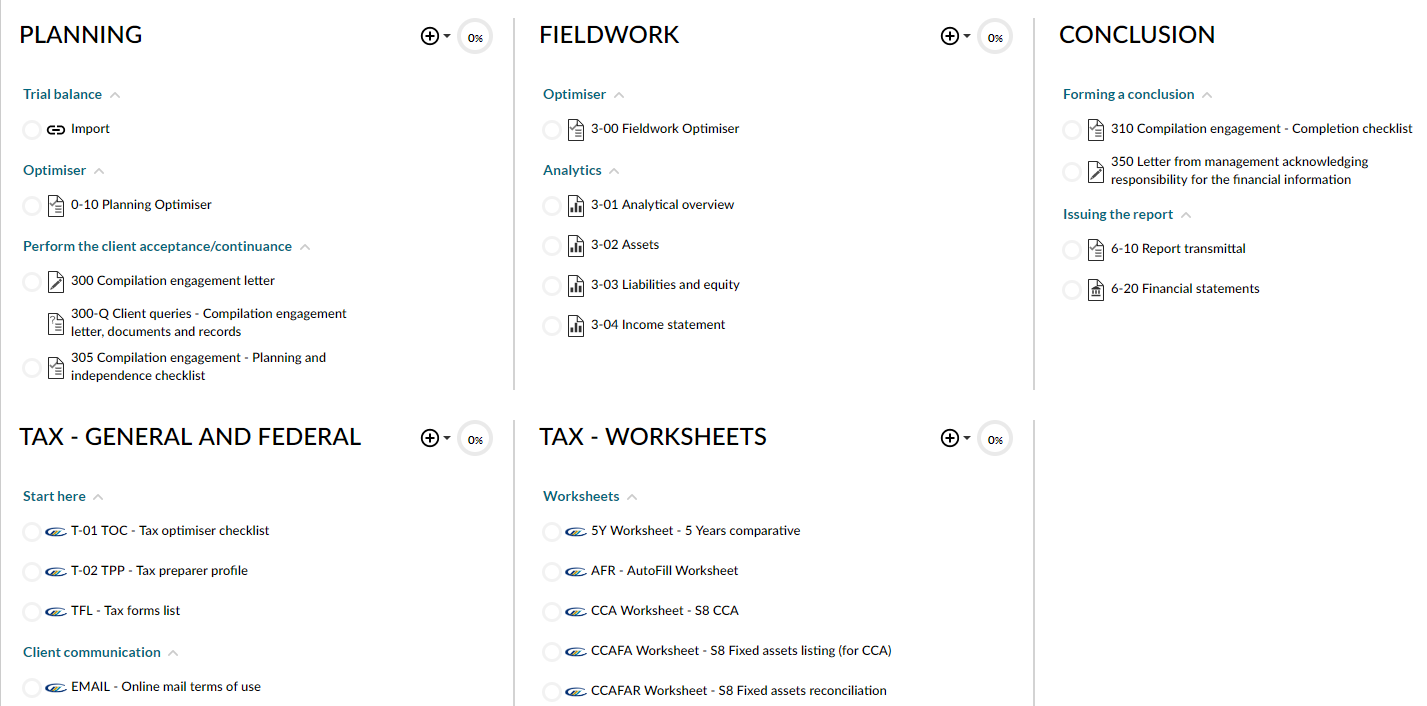 PLANNING
0%
Trial balance
Import
Optimiser
0-10 Planning Optimiser
Perform the client acceptance/continuance
300 Compilation engagement letter
300-Q Client queries - Compilation engagement
letter, documents and records
305 Compilation engagement - Planning and
independence checklist
FIELDWORK
0%
Optimiser
3-00 Fieldwork Optimiser
Analytics
3-01 Analytical overview
3-02 Assets
3-03 Liabilities and equity
3-04 Income statement
CONCLUSION
Forming a conclusion
310 Compilation engagement - Completion checklist
350 Letter from management acknowledging
responsibility for the financial information
Issuing the report
6-10 Report transmittal
6-20 Financial statements
TAX - GENERAL AND FEDERAL
0%
Start here
T-01 TOC - Tax optimiser checklist
T-02 TPP - Tax preparer profile
TFL - Tax forms list
Client communication
EMAIL - Online mail terms of use
TAX - WORKSHEETS
0%
Worksheets
5Y Worksheet - 5 Years comparative
AFR - AutoFill Worksheet
CCA Worksheet - S8 CCA
CCAFA Worksheet - S8 Fixed assets listing (for CCA)
CCAFAR Worksheet - S8 Fixed assets reconciliation